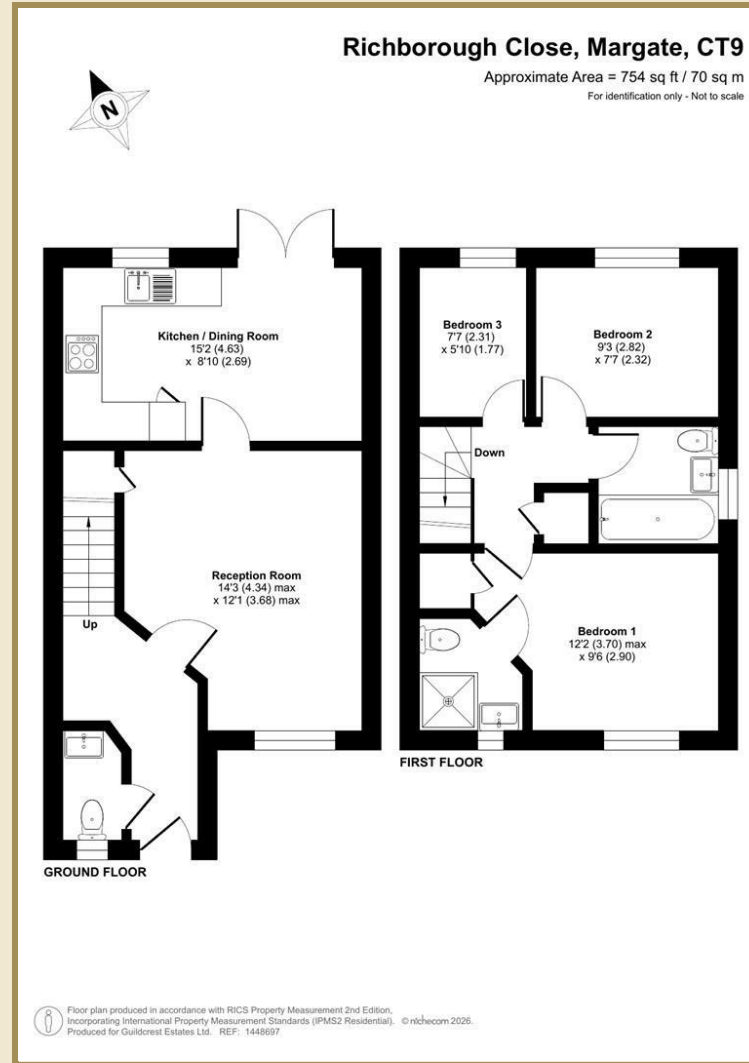 Richborough Close, Margate, CT9
Approximate Area = 754 sq ft / 70 sq m
For identification only - Not to scale
N
Kitchen / Dining Room
15'2 (4.63)
x 8'10 (2.69)
Reception Room
14'3 (4.34) max
x 12'1 (3.68) max
Up
GROUND FLOOR
Bedroom 3
7'7 (2.31)
x 5'10 (1.77)
Bedroom 2
9'3 (2.82)
x 7'7 (2.32)
Down
Bedroom 1
12'2 (3.70) max
x 9'6 (2.90)
FIRST FLOOR
Floor plan produced in accordance with RICS Property Measurement 2nd Edition,
Incorporating International Property Measurement Standards (IPMS2 Residential). © nichecom 2026.
Produced for Guildcrest Estates Ltd. REF: 1448697